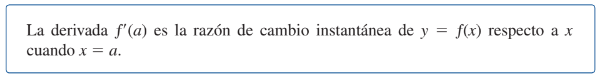 La derivada f′(a) es la razón de cambio instantánea de y = f(x) respecto a x
cuando x = a.